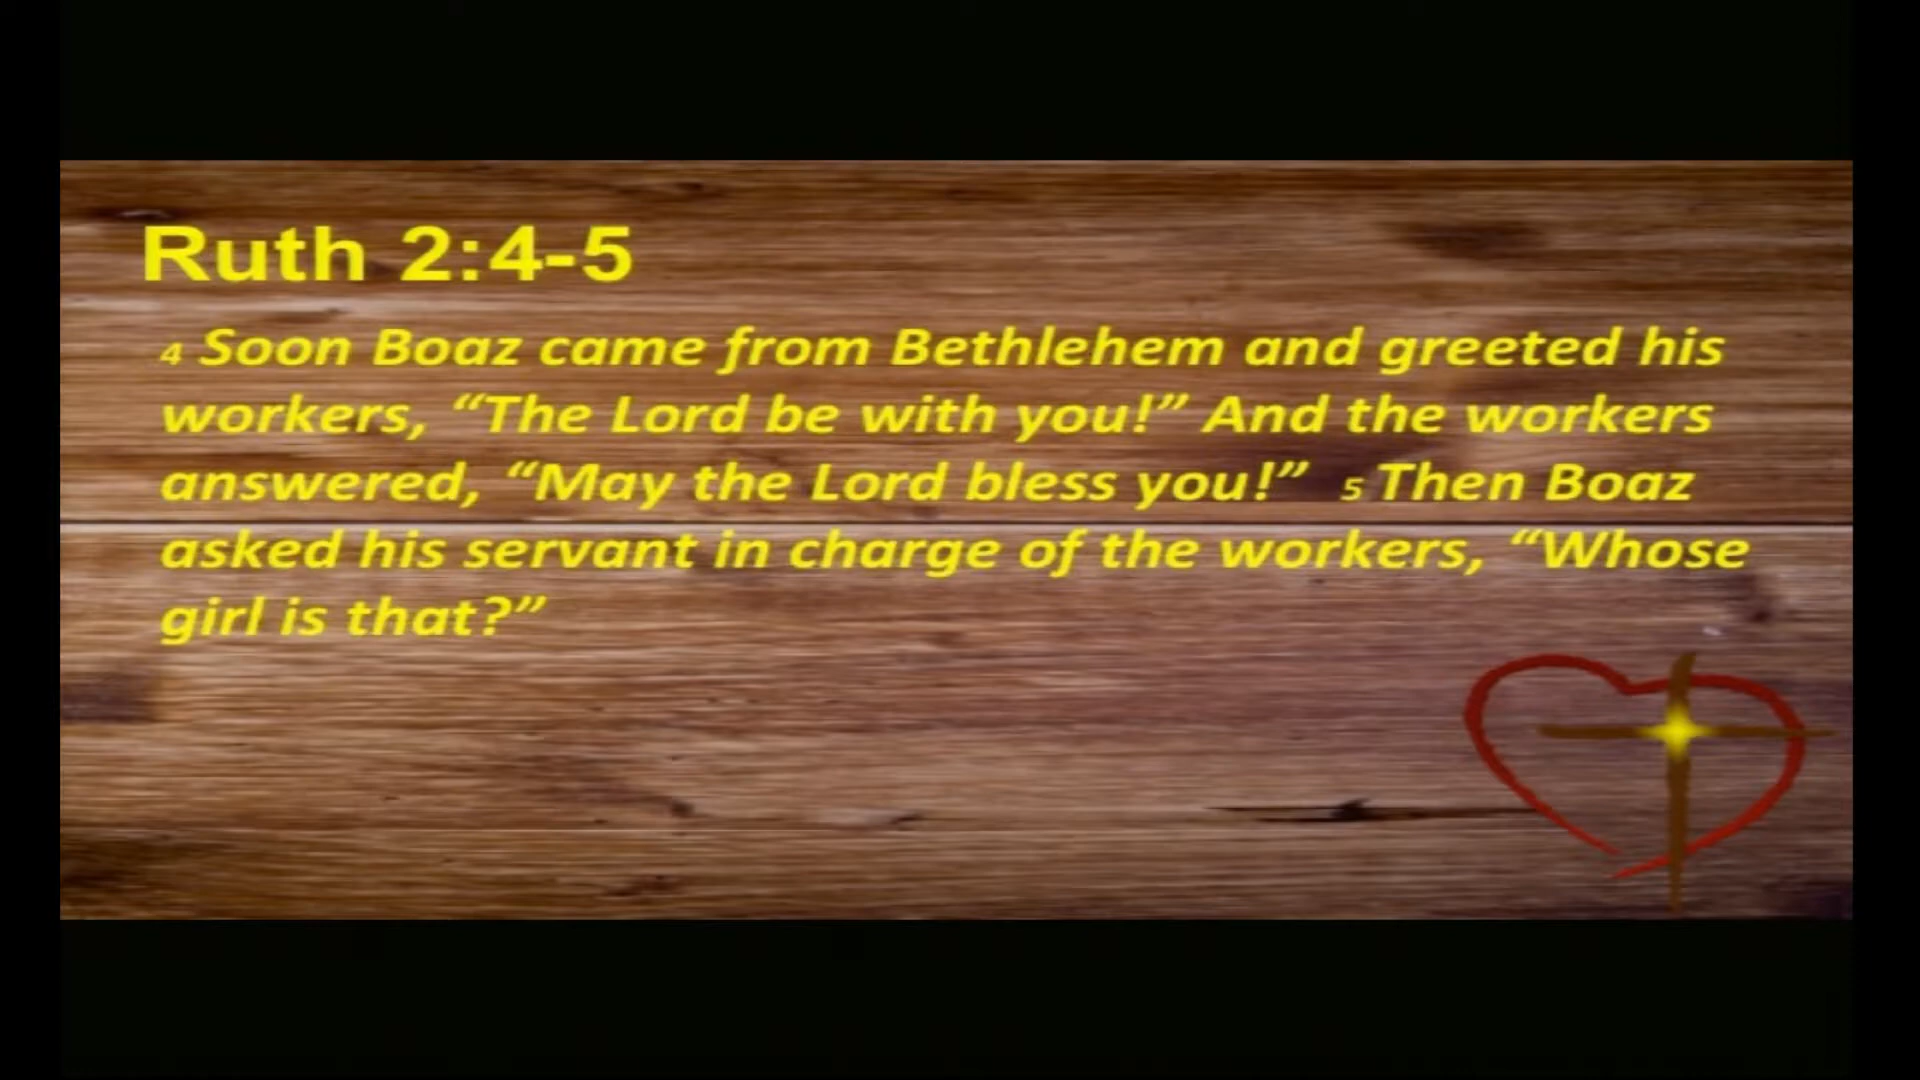 Ruth 2:4-5
4 Soon Boaz came from Bethlehem and greeted his
workers, “The Lord be with you!” And the workers
answered, “May the Lord bless you!” 5 Then Boaz
asked his servant in charge of the workers, “Whose
girl is that?”